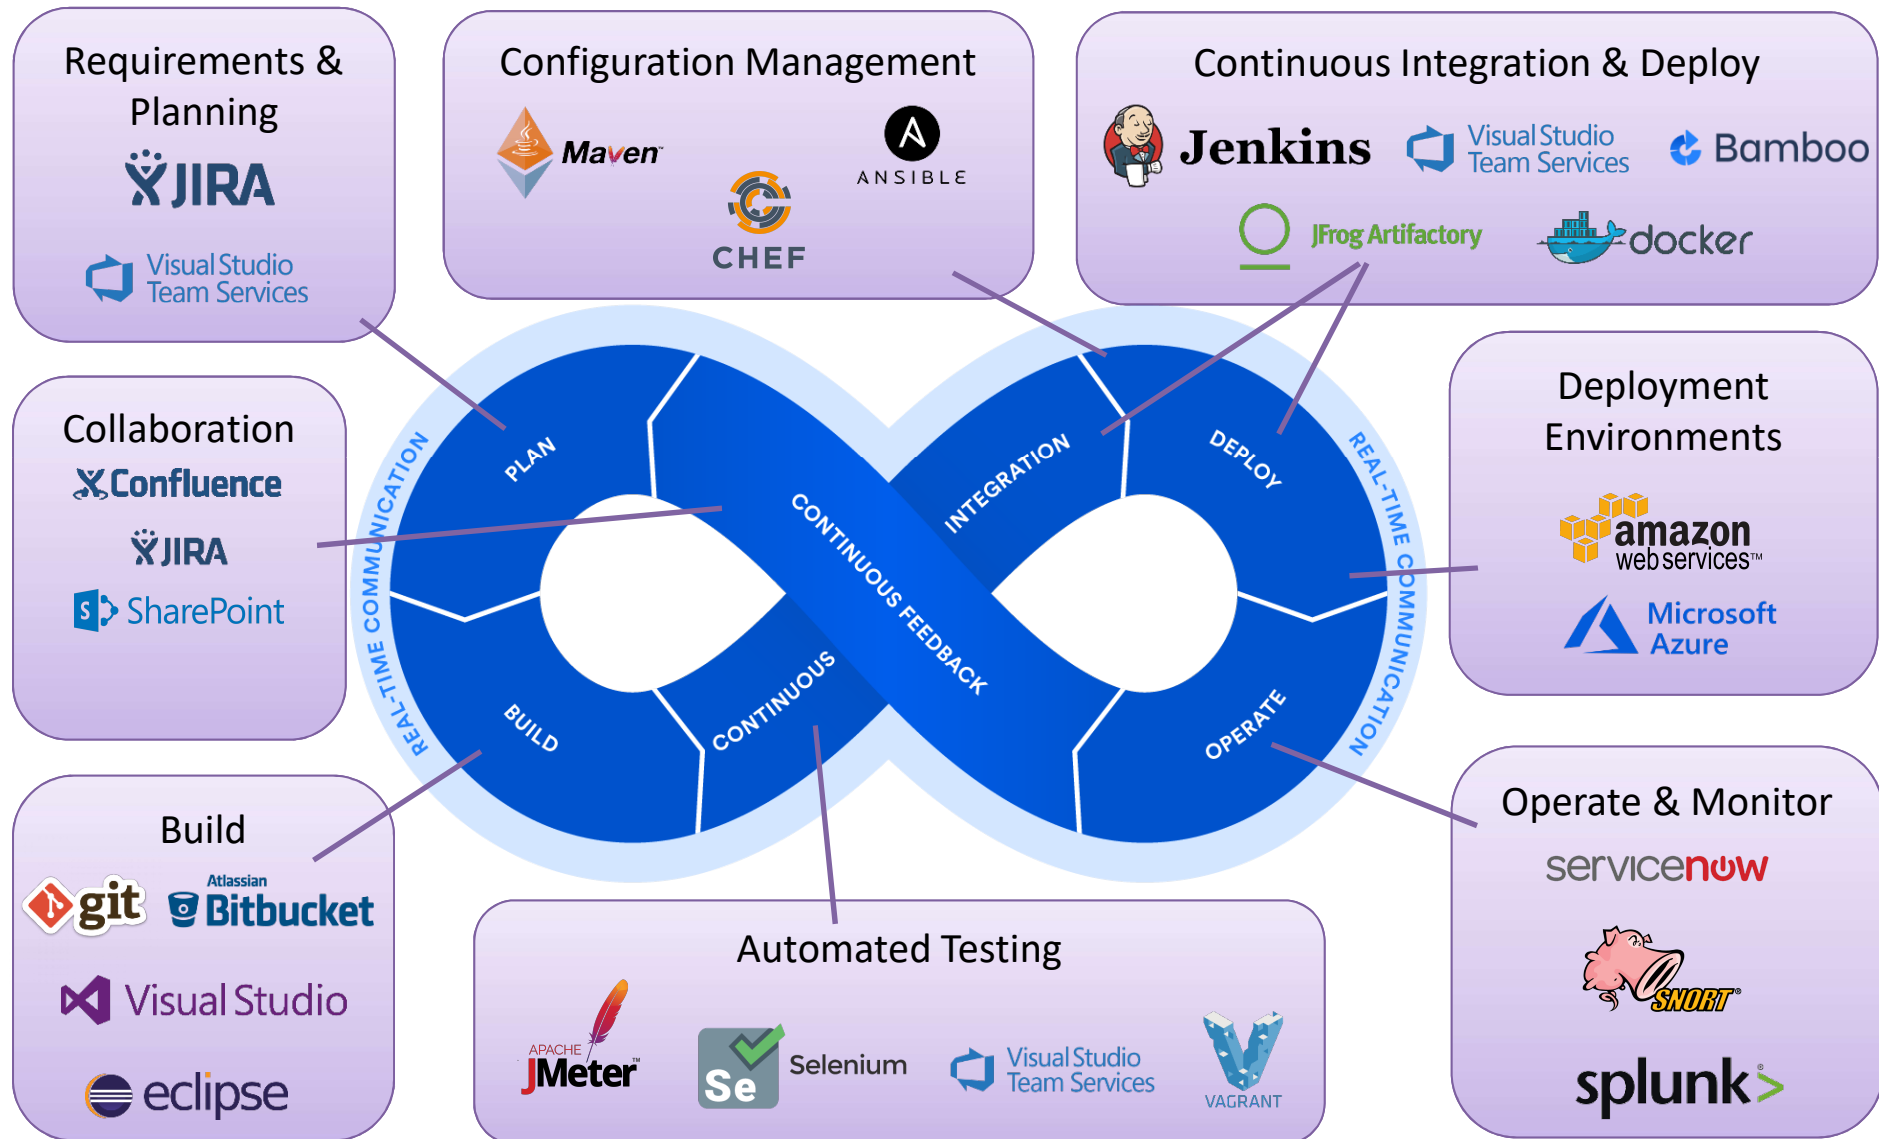 Requirements &
Planning
JIRA
Visual Studio
Team Services
Configuration Management
Maven™
CHEF
ANSIBLE
Continuous Integration & Deploy
Jenkins
Visual Studio
Team Services
Bamboo
JFrog Artifactory
docker
Collaboration
Confluence
JIRA
S
SharePoint
REAL-TIME COMMUNICATION
PLAN
BUILD
CONTINUOUS
INTEGRATION
CONTINUOUS FEEDBACK
DEPLOY
OPERATE
REAL-TIME COMMUNICATION
Deployment
Environments
amazon
web services™
Microsoft
Azure
Build
git
Atlassian
Bitbucket
Visual Studio
eclipse
Automated Testing
APACHE
JMeter™
Se
Selenium
Visual Studio
Team Services
VAGRANT
Operate & Monitor
servicenow
SNORT®
splunk>®